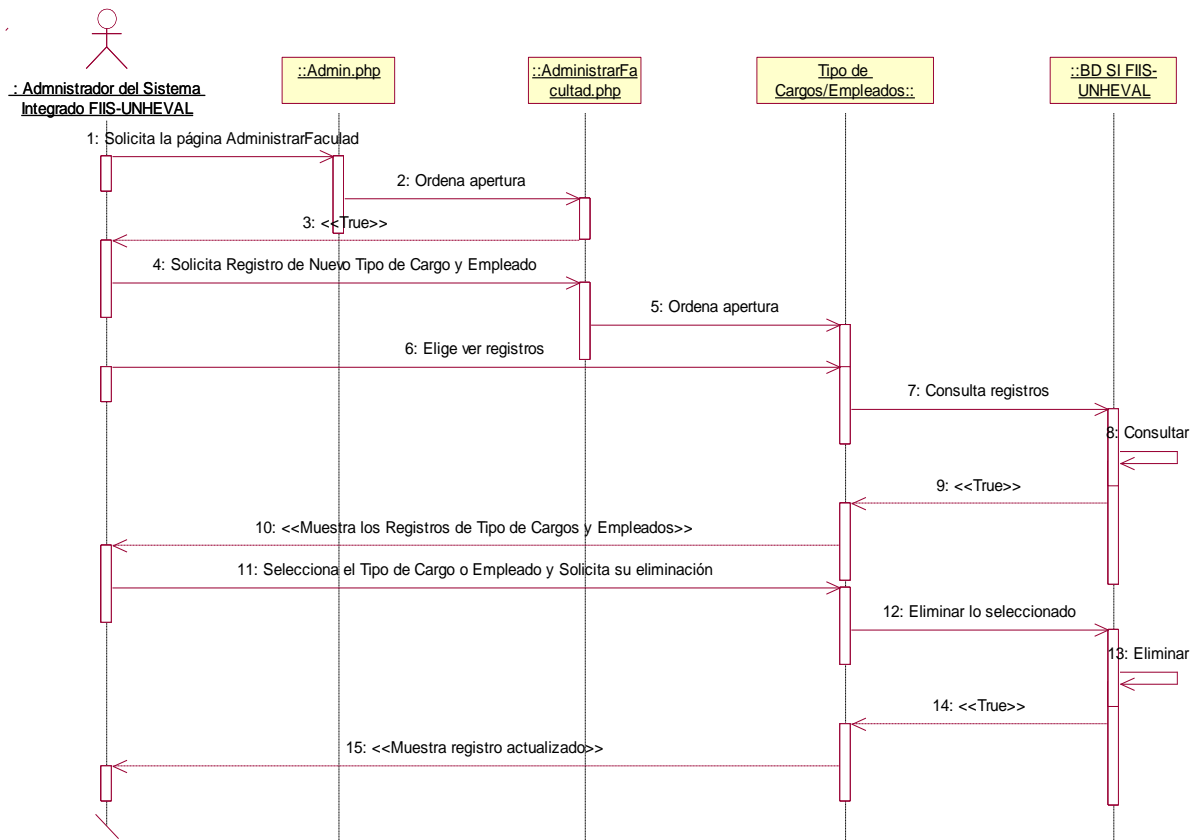 : Admnistrador del Sistema
Integrado FIIS-UNHEVAL
::Admin.php
::AdministrarFa
cultad.php
Tipo de
Cargos/Empleados::
::BD SI FIIS-
UNHEVAL
1: Solicita la página AdministrarFaculad
2: Ordena apertura
3: <<True>>
4: Solicita Registro de Nuevo Tipo de Cargo y Empleado
5: Ordena apertura
6: Elige ver registros
7: Consulta registros
8: Consultar
9: <<True>>
10: <<Muestra los Registros de Tipo de Cargos y Empleados>>
11: Selecciona el Tipo de Cargo o Empleado y Solicita su eliminación
12: Eliminar lo seleccionado
13: Eliminar
14: <<True>>
15: <<Muestra registro actualizado>>